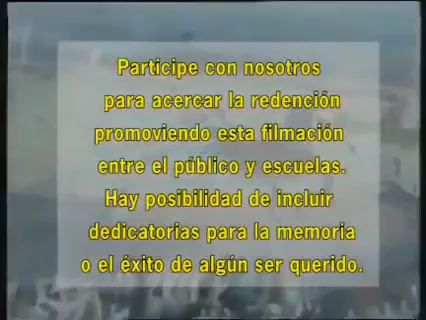 Participe con nosotros
para acercar la redención
promoviendo esta filmación
entre el público y escuelas.
Hay posibilidad de incluir
dedicatorias para la memoria
o el éxito de algún ser querido.